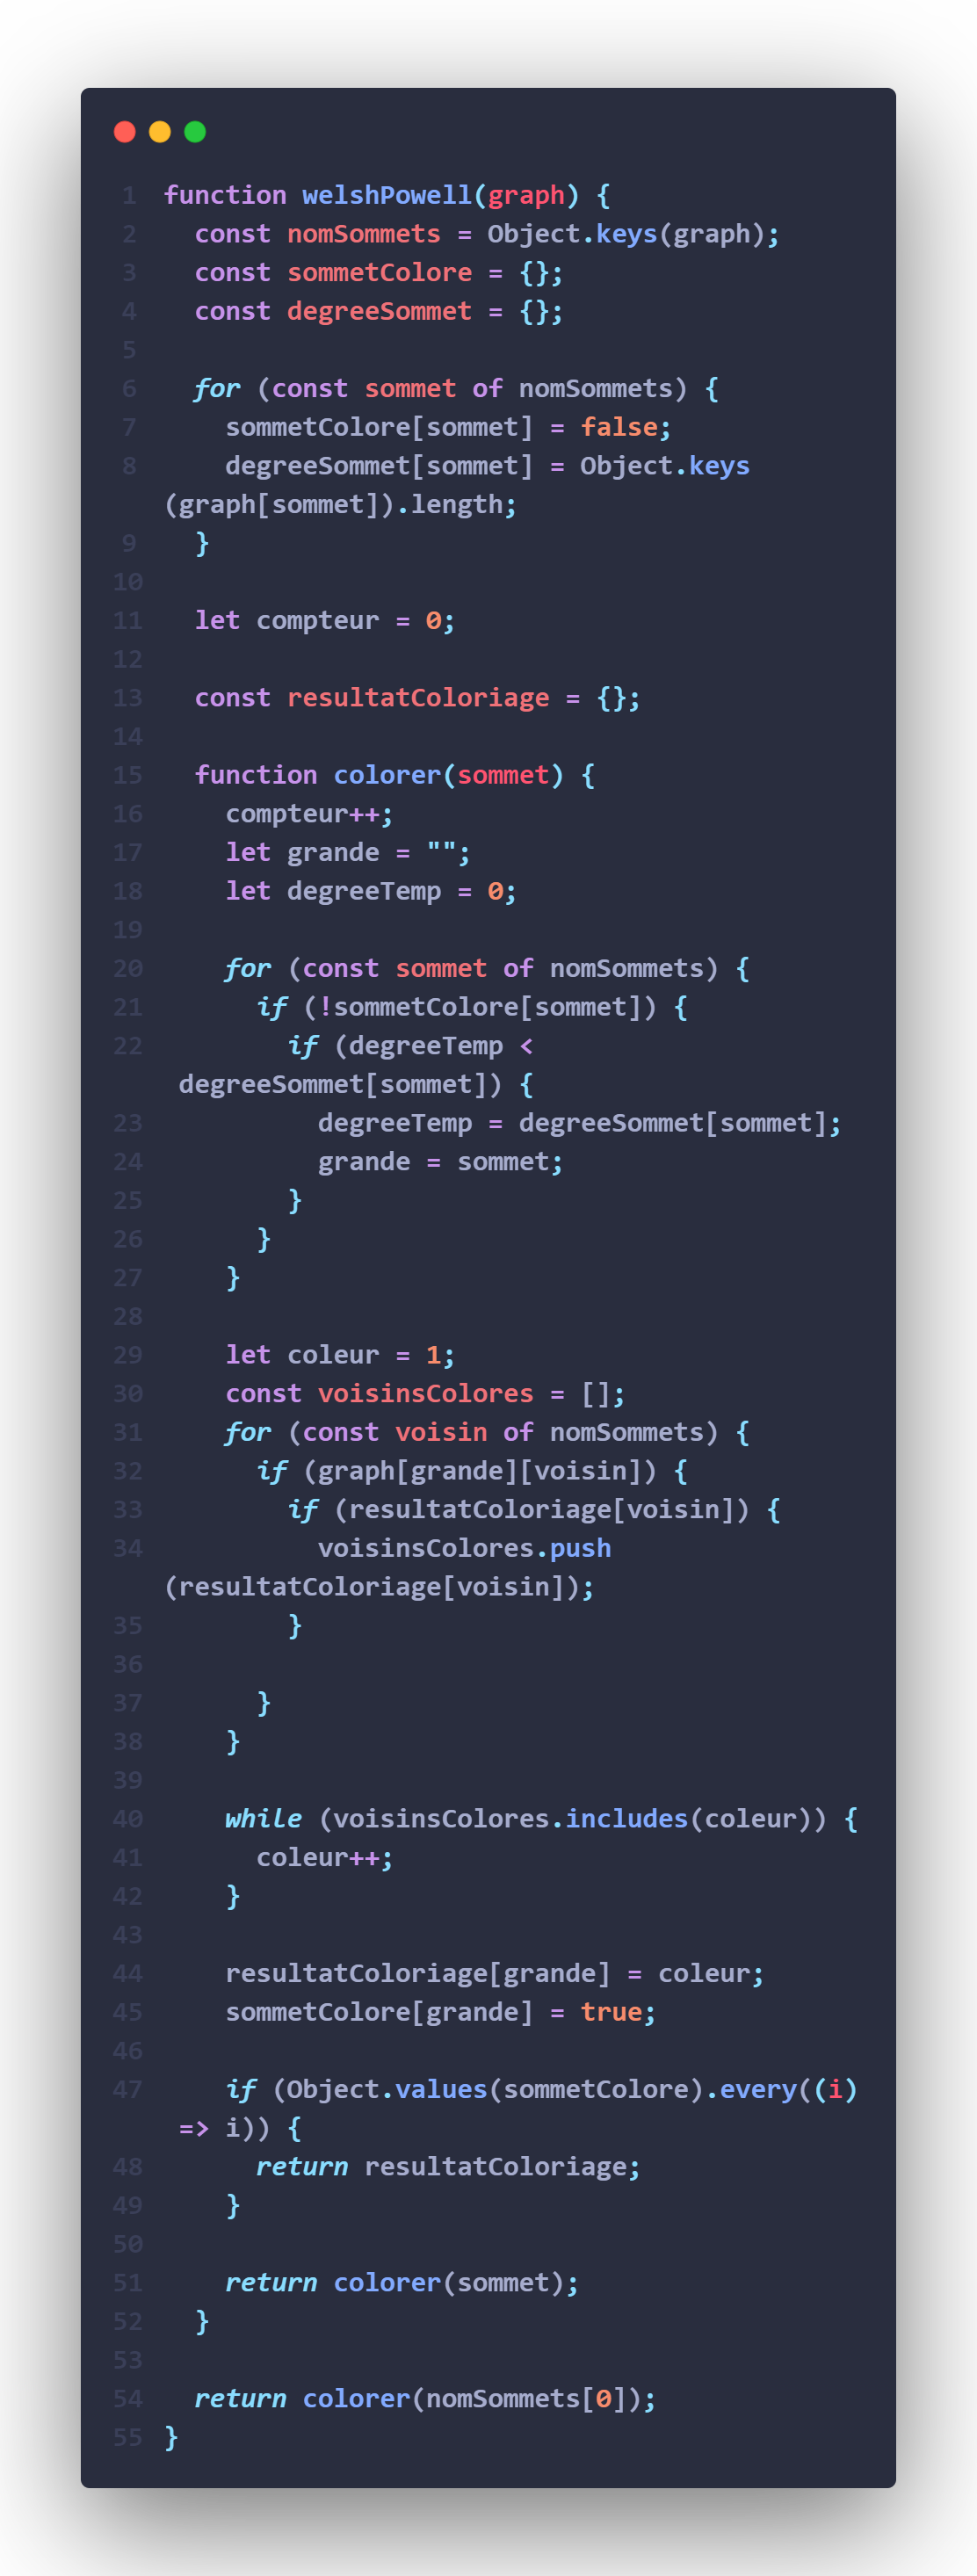 1 function welshPowell(graph) {
2   const nomSommets = Object.keys(graph);
3   const sommetColore = {};
4   const degreeSommet = {};
5
6   for (const sommet of nomSommets) {
7     sommetColore[sommet] = false;
8     degreeSommet[sommet] = Object.keys
(graph[sommet]).length;
9   }
10
11   let compteur = 0;
12
13   const resultatColoriage = {};
14
15   function colorer(sommet) {
16     compteur++;
17     let grande = "";
18     let degreeTemp = 0;
19
20     for (const sommet of nomSommets) {
21       if (!sommetColore[sommet]) {
22         if (degreeTemp <
 degreeSommet[sommet]) {
23           degreeTemp = degreeSommet[sommet];
24           grande = sommet;
25         }
26       }
27     }
28
29     let coleur = 1;
30     const voisinsColores = [];
31     for (const voisin of nomSommets) {
32       if (graph[grande][voisin]) {
33         if (resultatColoriage[voisin]) {
34           voisinsColores.push
(resultatColoriage[voisin]);
35         }
36
37       }
38     }
39
40     while (voisinsColores.includes(coleur)) {
41       coleur++;
42     }
43
44     resultatColoriage[grande] = coleur;
45     sommetColore[grande] = true;
46
47     if (Object.values(sommetColore).every((i)
 => i)) {
48       return resultatColoriage;
49     }
50
51     return colorer(sommet);
52   }
53
54   return colorer(nomSommets[0]);
55 }